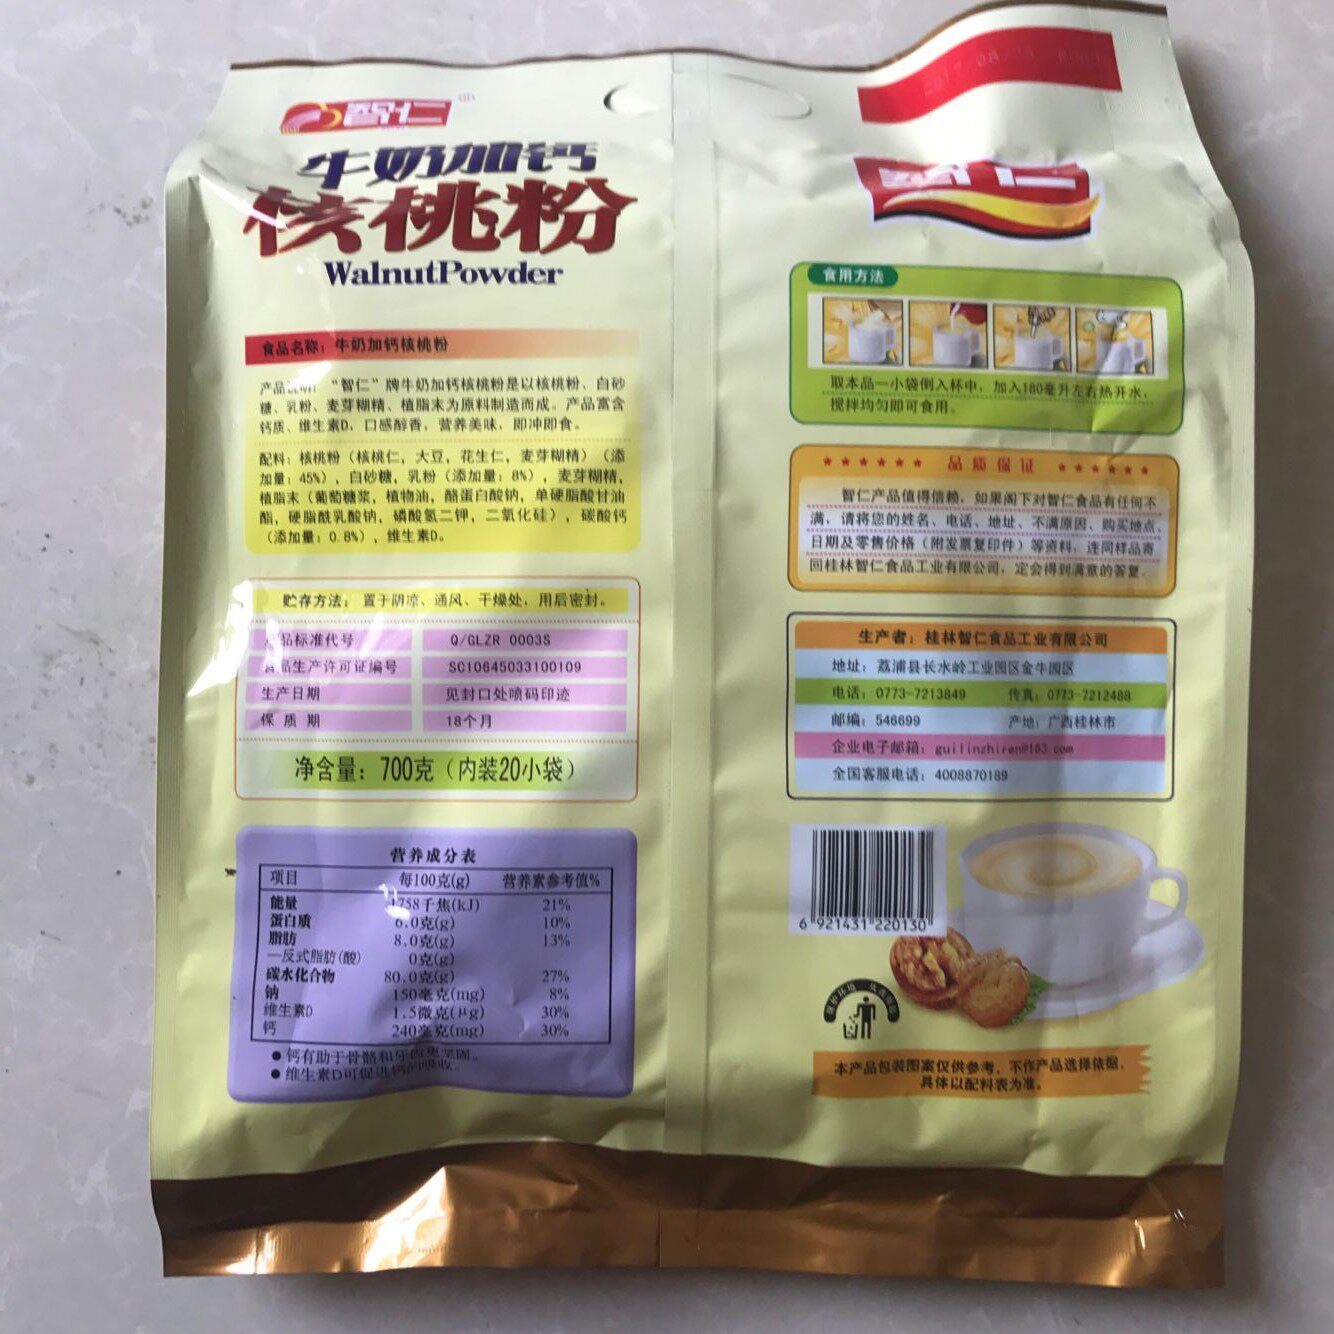 智仁
牛奶加钙
核桃粉
WalnutPowder
食品名称：牛奶加钙核桃粉
产品说明：“智仁”牌牛奶加钙核桃粉是以核桃粉、白砂
糖、乳粉、麦芽糊精、植脂末为原料制造而成。产品富含
钙质、维生素D，口感醇香，营养美味，即冲即食。
配料：核桃粉（核桃仁，大豆，花生仁，麦芽糊精）（添
加量：45%），白砂糖，乳粉（添加量：8%），麦芽糊精，
植脂末（葡萄糖浆，植物油，酪蛋白酸钠，单硬脂酸甘油
酯，硬脂酰乳酸钠，磷酸氢二钾，二氧化硅），碳酸钙
（添加量：0.8%），维生素D。
贮存方法：置于阴凉、通风、干燥处，用后密封。
产品标准代号 Q/GLZR 0003S
食品生产许可证编号 SC10645033100109
生产日期 见封口处喷码印迹
保质期 18个月
净含量：700克（内装20小袋）
营养成分表
项目 每100克(g) 营养素参考值%
能量 1758千焦(kJ) 21%
蛋白质 6.0克(g) 10%
脂肪 8.0克(g) 13%
—反式脂肪(酸) 0克(g)
碳水化合物 80.0克(g) 27%
钠 150毫克(mg) 8%
维生素D 1.5微克(μg) 30%
钙 240毫克(mg) 30%
●钙有助于骨骼和牙齿更坚固。
●维生素D可促进钙的吸收。
智仁
食用方法
取本品一小袋倒入杯中，加入180毫升左右热开水，
搅拌均匀即可食用。
★★★★★★ 品质保证 ★★★★★★
智仁产品值得信赖，如果阁下对智仁食品有任何不
满，请将您的姓名、电话、地址、不满原因、购买地点、
日期及零售价格（附发票复印件）等资料，连同样品寄
回桂林智仁食品工业有限公司，定会得到满意的答复。
生产者：桂林智仁食品工业有限公司
地址：荔浦县长水岭工业园区金牛园区
电话：0773-7213849 传真：0773-7212488
邮编：546699 产地：广西桂林市
企业电子邮箱：guilinzhiren@163.com
全国客服电话：4008870189
6 921431 220130
本产品包装图案仅供参考，不作产品选择依据，
具体以配料表为准。